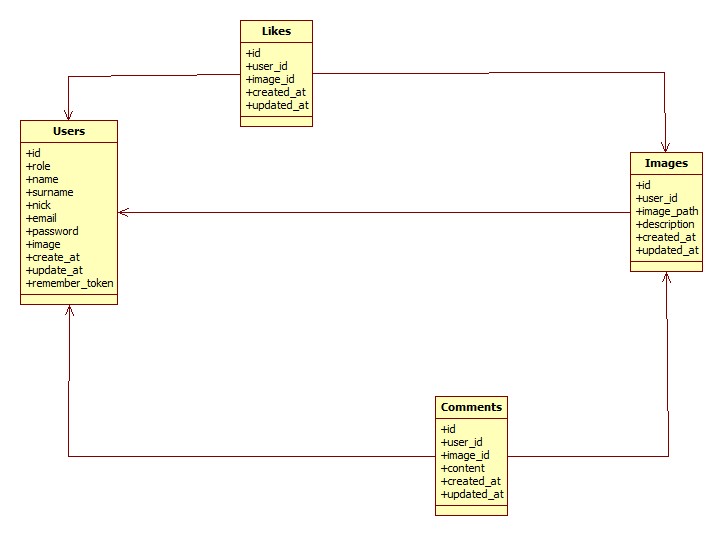 Likes
+id
+user_id
+image_id
+created_at
+updated_at
Users
+id
+role
+name
+surname
+nick
+email
+password
+image
+create_at
+update_at
+remember_token
Images
+id
+user_id
+image_path
+description
+created_at
+updated_at
Comments
+id
+user_id
+image_id
+content
+created_at
+updated_at